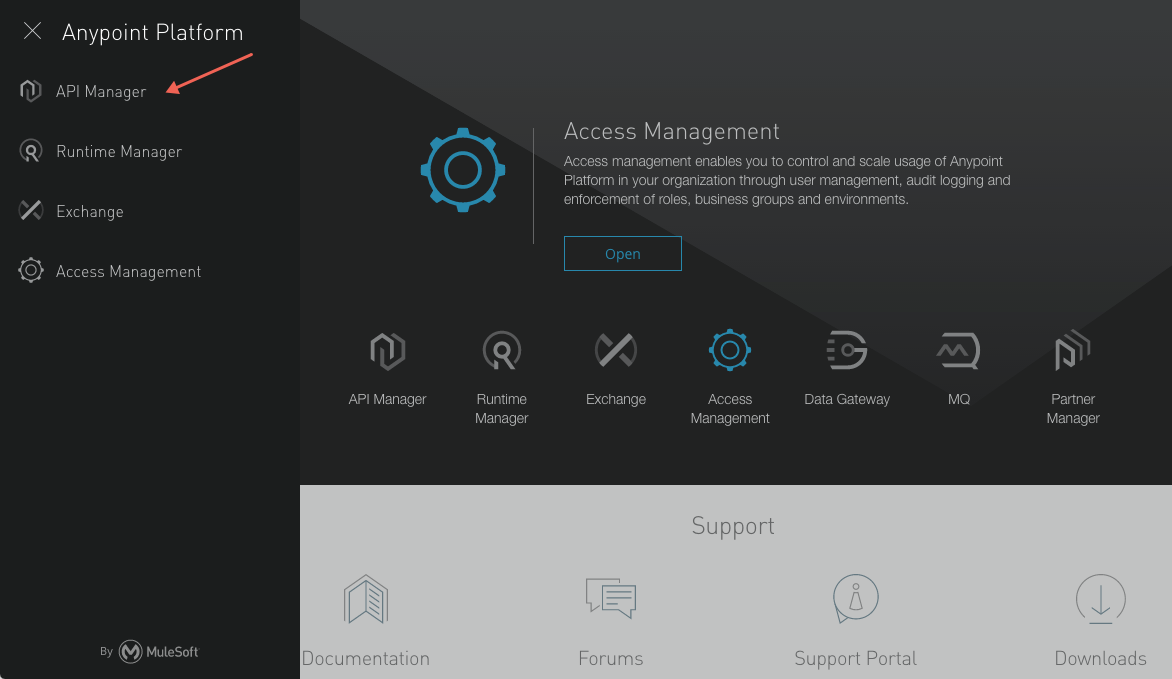 Anypoint Platform
API Manager
Runtime Manager
Exchange
Access Management
By MuleSoft
Access Management
Access management enables you to control and scale usage of Anypoint
Platform in your organization through user management, audit logging and
enforcement of roles, business groups and environments.
Open
API Manager
Runtime
Manager
Exchange
Access
Management
Data Gateway
MQ
Partner
Manager
Support
Documentation
Forums
Support Portal
Downloads